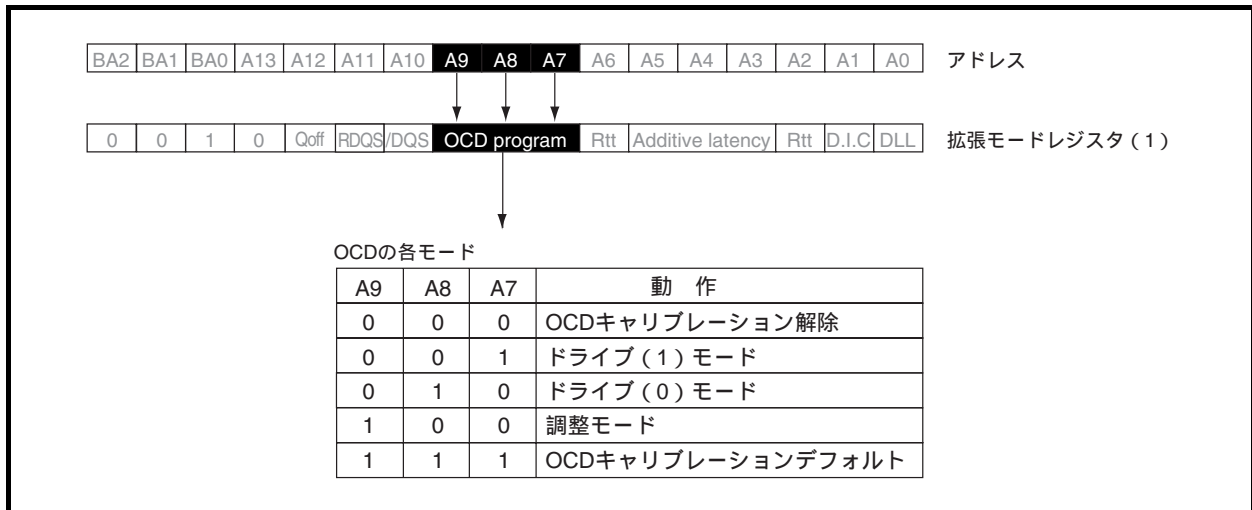 BA2 BA1 BA0 A13 A12 A11 A10 A9 A8 A7 A6 A5 A4 A3 A2 A1 A0 アドレス
0 0 1 0 Qoff RDQS/DQS OCD program Rtt Additive latency Rtt D.I.C DLL 拡張モードレジスタ(1)
OCDの各モード
A9 A8 A7 動 作
0 0 0 OCDキャリブレーション解除
0 0 1 ドライブ(1)モード
0 1 0 ドライブ(0)モード
1 0 0 調整モード
1 1 1 OCDキャリブレーションデフォルト